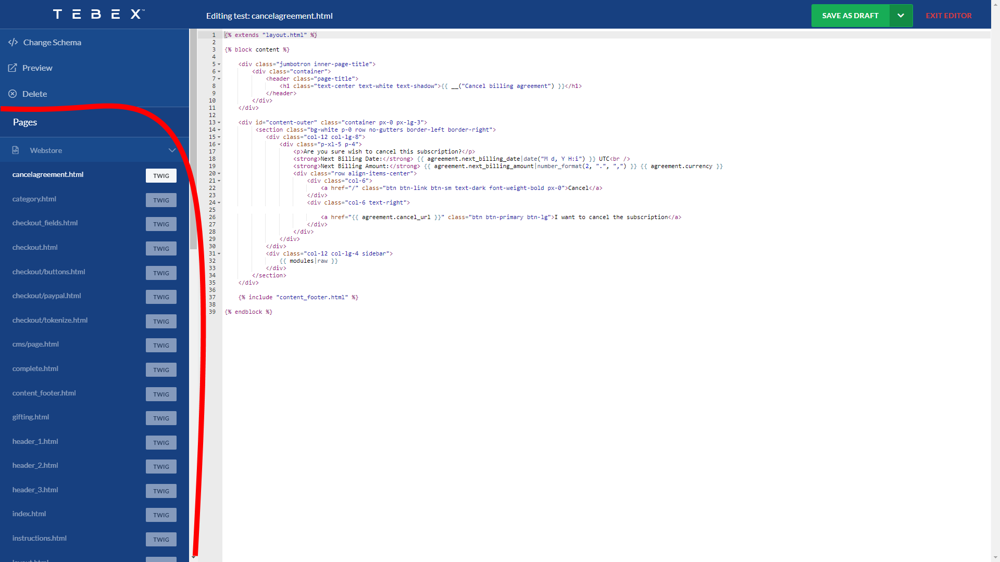 TEBEX™
Editing test: cancelagreement.html
SAVE AS DRAFT
EXIT EDITOR
</> Change Schema
Preview
Delete
Pages
Webstore
cancelagreement.html TWIG
category.html TWIG
checkout_fields.html TWIG
checkout.html TWIG
checkout/buttons.html TWIG
checkout/paypal.html TWIG
checkout/tokenize.html TWIG
cms/page.html TWIG
complete.html TWIG
content_footer.html TWIG
gifting.html TWIG
header_1.html TWIG
header_2.html TWIG
header_3.html TWIG
index.html TWIG
instructions.html TWIG
1 {% extends "layout.html" %}
2
3 {% block content %}
4
5 <div class="jumbotron inner-page-title">
6 <div class="container">
7 <header class="page-title">
8 <h1 class="text-center text-white text-shadow">{{ __("Cancel billing agreement") }}</h1>
9 </header>
10 </div>
11 </div>
12
13 <div id="content-outer" class="container px-0 px-lg-3">
14 <section class="bg-white p-0 row no-gutters border-left border-right">
15 <div class="col-12 col-lg-8">
16 <div class="p-xl-5 p-4">
17 <p>Are you sure wish to cancel this subscription?</p>
18 <strong>Next Billing Date:</strong> {{ agreement.next_billing_date|date("M d, Y H:i") }} UTC<br />
19 <strong>Next Billing Amount:</strong> {{ agreement.next_billing_amount|number_format(2, ".", ",") }} {{ agreement.currency }}
20 <div class="row align-items-center">
21 <div class="col-6">
22 <a href="/" class="btn btn-link btn-sm text-dark font-weight-bold px-0">Cancel</a>
23 </div>
24 <div class="col-6 text-right">
25
26 <a href="{{ agreement.cancel_url }}" class="btn btn-primary btn-lg">I want to cancel the subscription</a>
27 </div>
28 </div>
29 </div>
30 </div>
31 <div class="col-12 col-lg-4 sidebar">
32 {{ modules|raw }}
33 </div>
34 </section>
35 </div>
36
37 {% include "content_footer.html" %}
38
39 {% endblock %}